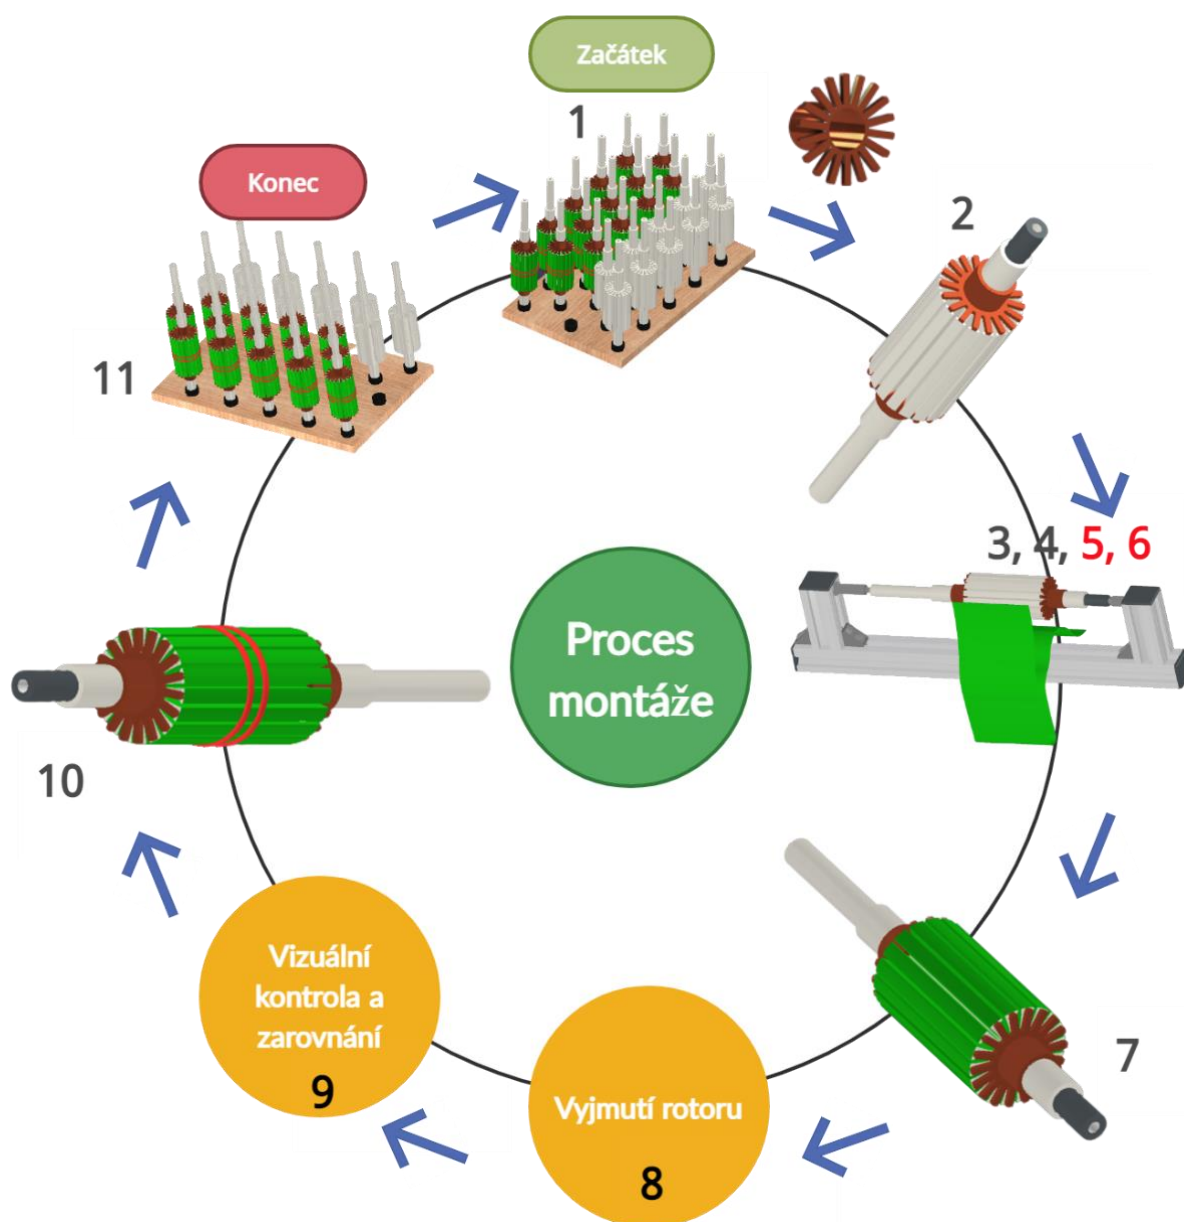 Začátek
1
Konec
2
11
3, 4, 5, 6
Proces
montáže
10
Vizuální
kontrola a
zarovnání
9
7
Vyjmutí rotoru
8